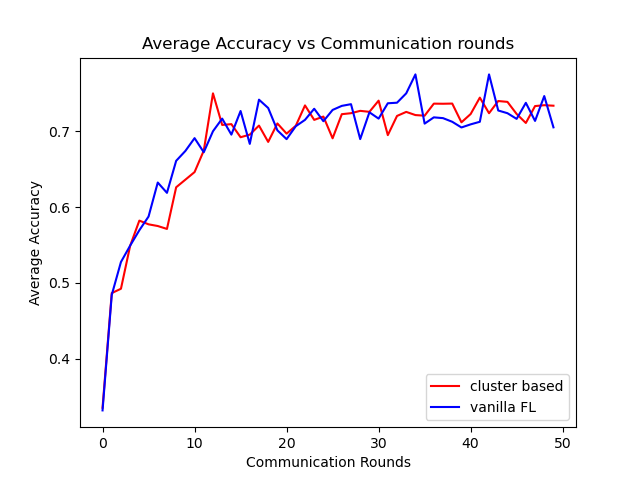 Average Accuracy vs Communication rounds
Average Accuracy
0.7
0.6
0.5
0.4
0
10
20
30
40
50
Communication Rounds
cluster based
vanilla FL